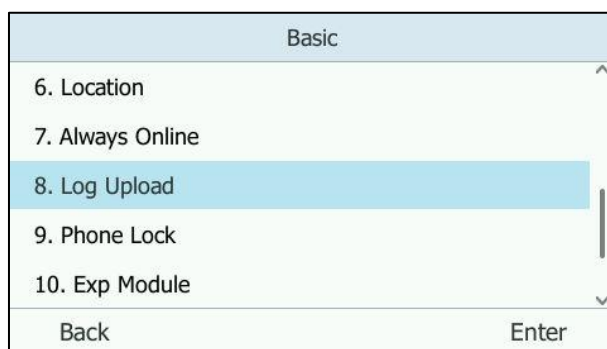 Basic
6. Location
7. Always Online
8. Log Upload
9. Phone Lock
10. Exp Module
Back Enter